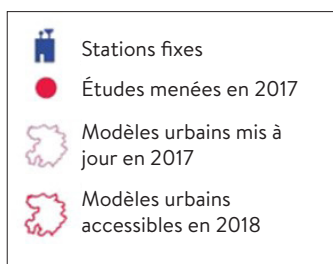 Stations fixes
Études menées en 2017
Modèles urbains mis à
jour en 2017
Modèles urbains
accessibles en 2018